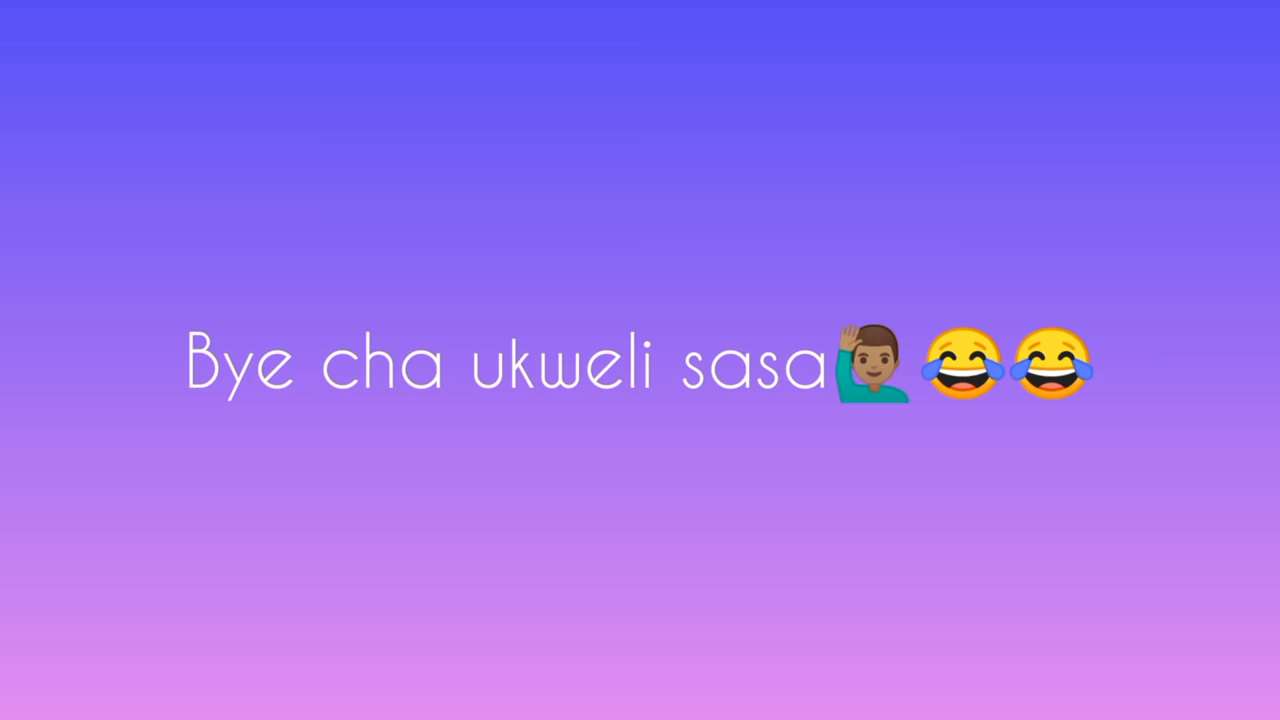 Bye cha ukweli sasa🙋🏽‍♂️😂😂